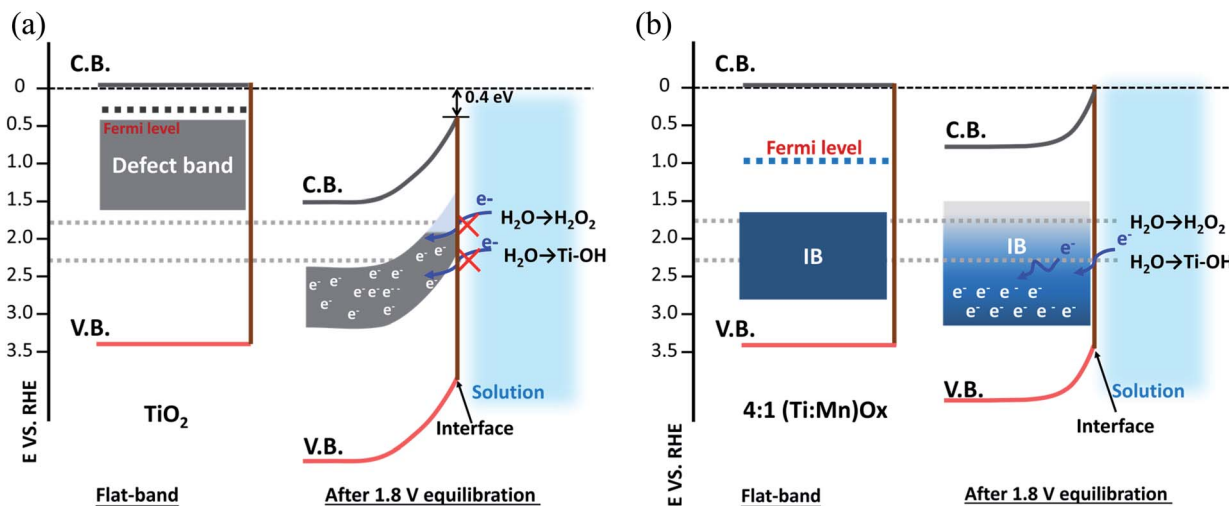 (a)
C.B.
0
0.5
1.0
1.5
2.0
2.5
3.0
3.5
E VS. RHE
Fermi level
Defect band
V.B.
TiO₂
Flat-band
0.4 eV
C.B.
e-
H₂O→H₂O₂
e-
H₂O→Ti-OH
e⁻ e⁻ e⁻
e⁻ e⁻ e⁻ e⁻ ⁻ e⁻
e⁻ e⁻ e⁻
e⁻
Solution
Interface
V.B.
After 1.8 V equilibration
(b)
C.B.
0
0.5
1.0
1.5
2.0
2.5
3.0
3.5
E VS. RHE
Fermi level
IB
V.B.
4:1 (Ti:Mn)Ox
Flat-band
C.B.
H₂O→H₂O₂
IB
e⁻
e⁻
H₂O→Ti-OH
e⁻ e⁻ e⁻ e⁻
e⁻ e⁻ e⁻ e⁻ e⁻
V.B.
Solution
Interface
After 1.8 V equilibration